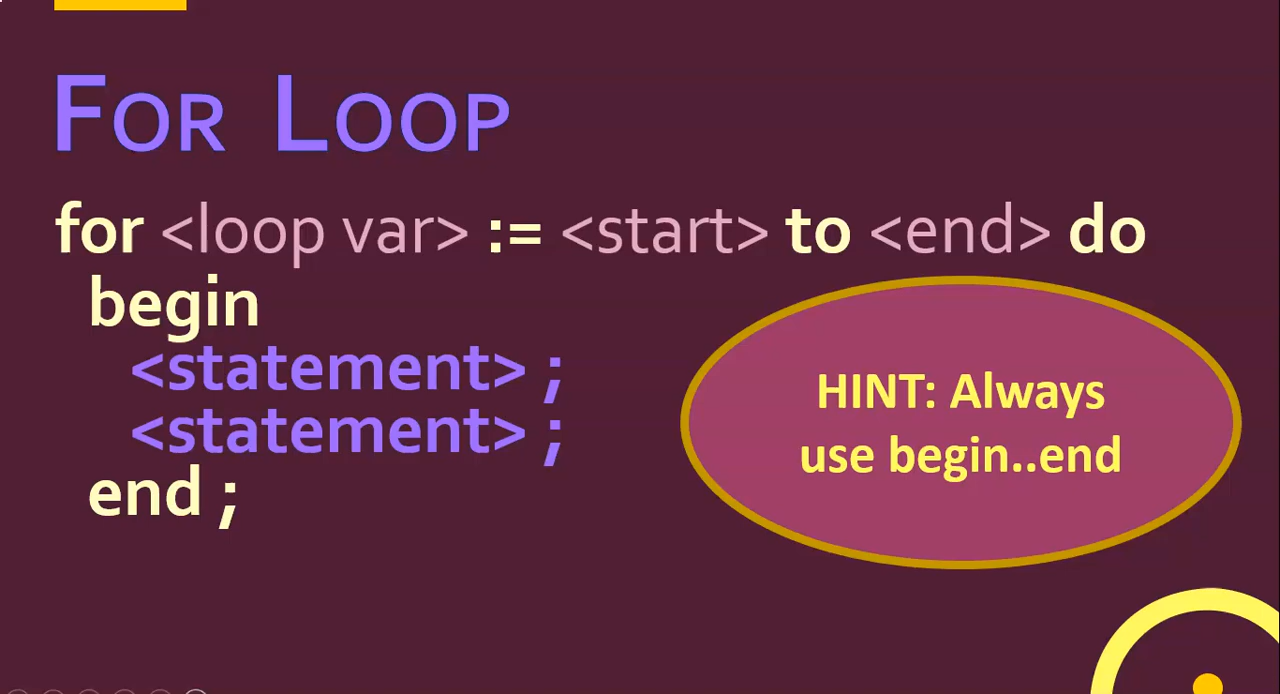 FOR LOOP
for <loop var> := <start> to <end> do
begin
<statement> ;
<statement> ;
end ;
HINT: Always
use begin..end